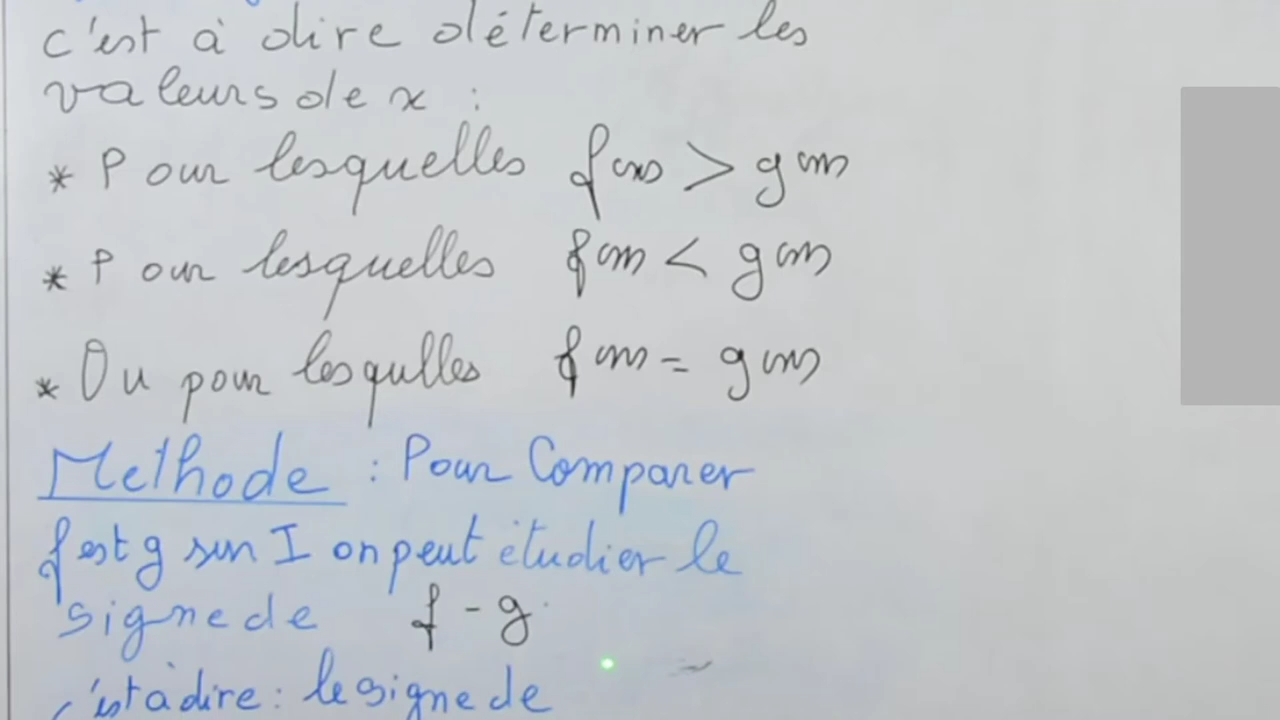 c'est à dire déterminer les
valeurs de x :
* Pour lesquelles f(x) > g(x)
* Pour lesquelles f(x) < g(x)
* Ou pour lesqulles f(x) = g(x)
Methode : Pour Comparer
f est g sur I on peut étudier le
signe de f - g
c'est à dire : le signe de